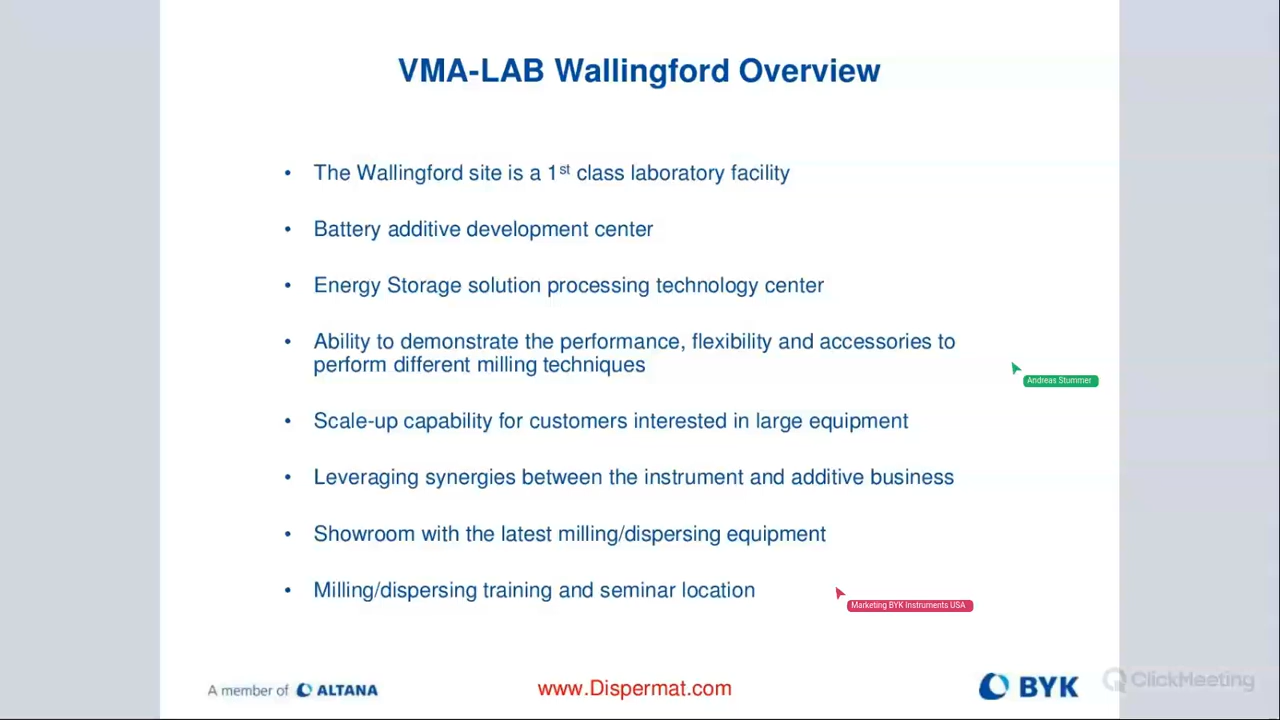 VMA-LAB Wallingford Overview
• The Wallingford site is a 1st class laboratory facility
• Battery additive development center
• Energy Storage solution processing technology center
• Ability to demonstrate the performance, flexibility and accessories to
perform different milling techniques
Andreas Stummer
• Scale-up capability for customers interested in large equipment
• Leveraging synergies between the instrument and additive business
• Showroom with the latest milling/dispersing equipment
• Milling/dispersing training and seminar location
Marketing BYK Instruments USA
A member of ALTANA
www.Dispermat.com
BYK
ClickMeeting